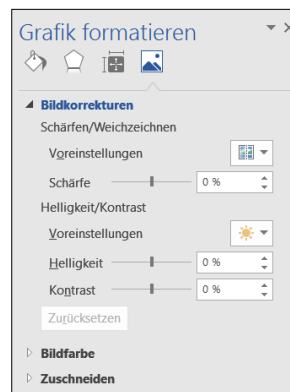 Grafik formatieren
Bildkorrekturen
Schärfen/Weichzeichnen
Voreinstellungen
Schärfe 0 %
Helligkeit/Kontrast
Voreinstellungen
Helligkeit 0 %
Kontrast 0 %
Zurücksetzen
Bildfarbe
Zuschneiden